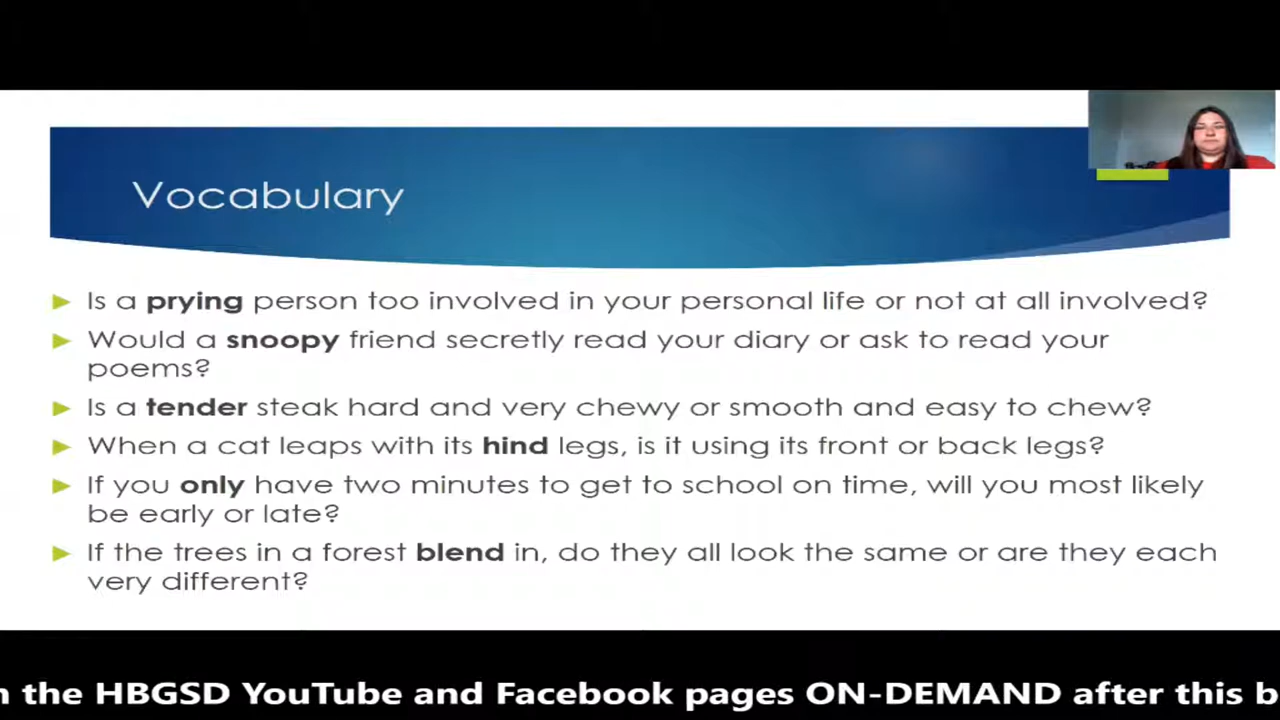 Vocabulary
Is a prying person too involved in your personal life or not at all involved?
Would a snoopy friend secretly read your diary or ask to read your
poems?
Is a tender steak hard and very chewy or smooth and easy to chew?
When a cat leaps with its hind legs, is it using its front or back legs?
If you only have two minutes to get to school on time, will you most likely
be early or late?
If the trees in a forest blend in, do they all look the same or are they each
very different?
the HBGSD YouTube and Facebook pages ON-DEMAND after this